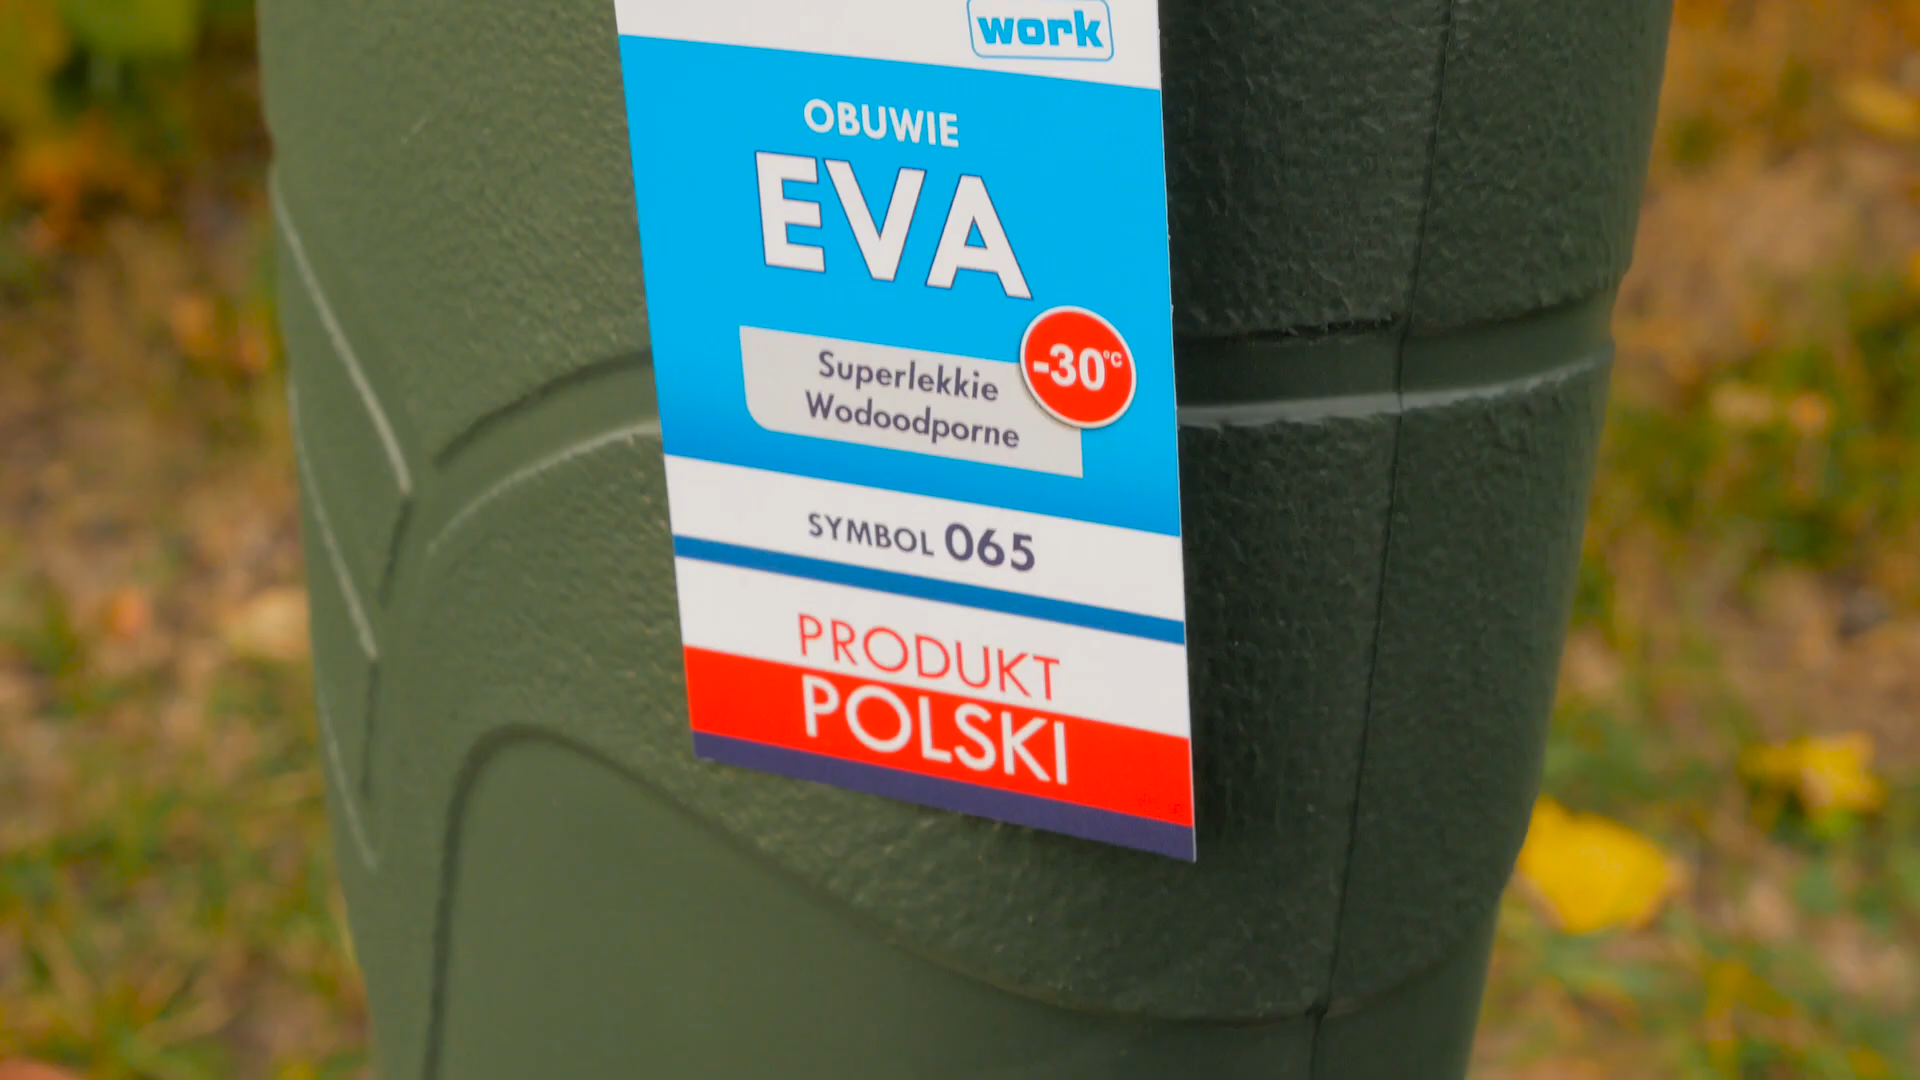 work
OBUWIE
EVA
-30°C
Superlekkie
Wodoodporne
SYMBOL 065
PRODUKT
POLSKI